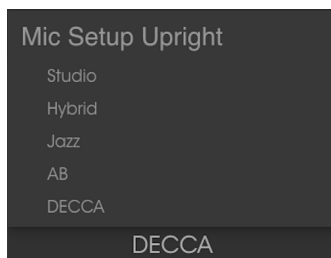 Mic Setup Upright
Studio
Hybrid
Jazz
AB
DECCA
DECCA